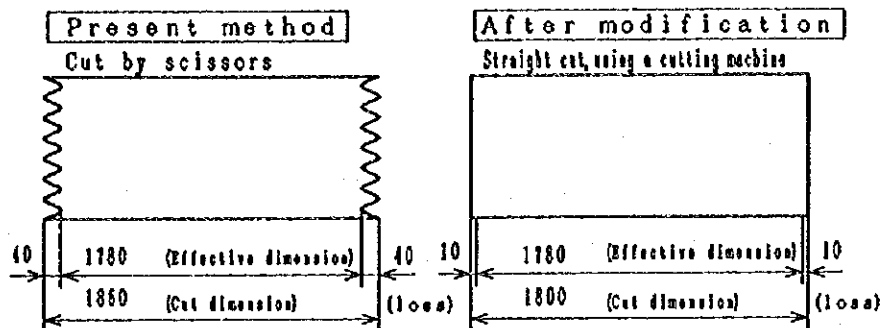 Present method
Cut by scissors
40
1780
(Effective dimension)
40
1860
(Cut dimension)
(loss)
After modification
Straight cut, using a cutting machine
10
1780
(Effective dimension)
10
1800
(Cut dimension)
(loss)